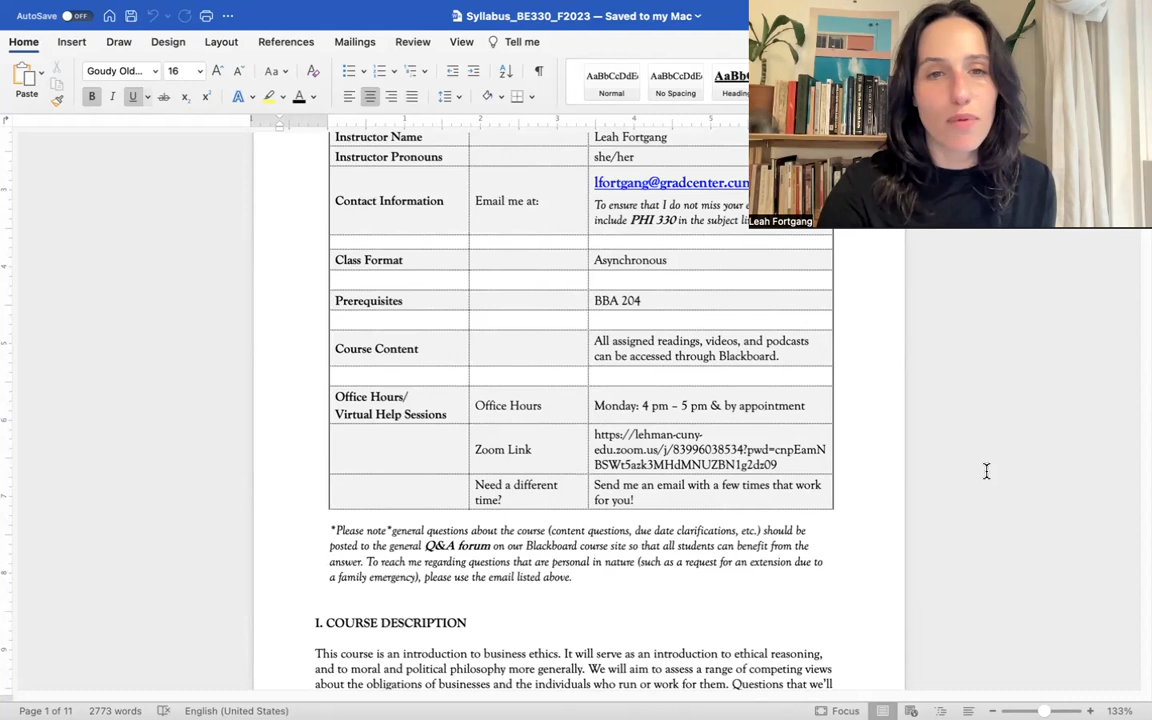 AutoSave OFF
Syllabus_BE330_F2023 — Saved to my Mac
Home Insert Draw Design Layout References Mailings Review View Tell me
Paste
Goudy Old... 16
AaBbCcDdE AaBbCcDdE AaBbCcD
Normal No Spacing Heading
Instructor Name Leah Fortgang
Instructor Pronouns she/her
Contact Information Email me at: lfortgang@gradcenter.cun
To ensure that I do not miss your e
include PHI 330 in the subject li
Leah Fortgang
Class Format Asynchronous
Prerequisites BBA 204
Course Content All assigned readings, videos, and podcasts
can be accessed through Blackboard.
Office Hours/
Virtual Help Sessions Office Hours Monday: 4 pm – 5 pm & by appointment
Zoom Link https://lehman-cuny-
edu.zoom.us/j/83996038534?pwd=cnpEamN
BSWt5azk3MHdMNUZBN1g2dz09
Need a different
time? Send me an email with a few times that work
for you!
*Please note*general questions about the course (content questions, due date clarifications, etc.) should be
posted to the general Q&A forum on our Blackboard course site so that all students can benefit from the
answer. To reach me regarding questions that are personal in nature (such as a request for an extension due to
a family emergency), please use the email listed above.
I. COURSE DESCRIPTION
This course is an introduction to business ethics. It will serve as an introduction to ethical reasoning,
and to moral and political philosophy more generally. We will aim to assess a range of competing views
about the obligations of businesses and the individuals who run or work for them. Questions that we'll
Page 1 of 11 2773 words English (United States) Focus 133%